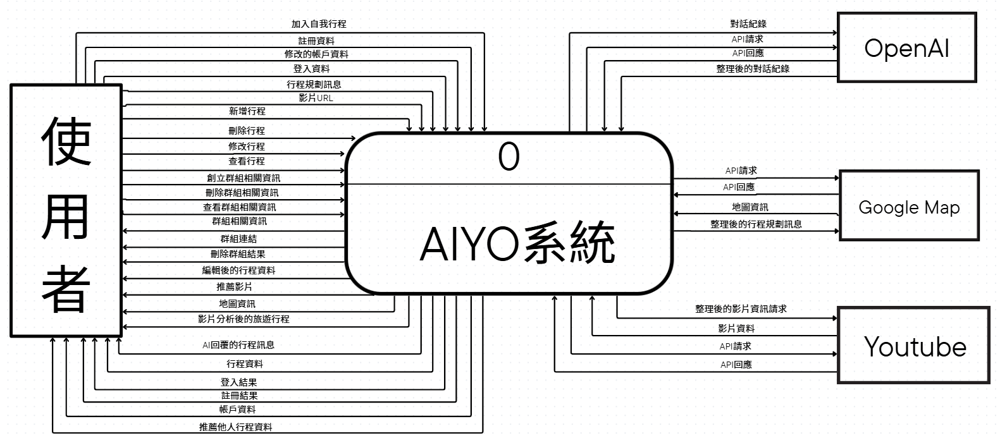 加入自我行程
註冊資料
修改的帳戶資料
登入資料
行程規劃訊息
影片URL
新增行程
刪除行程
修改行程
查看行程
創立群組相關資訊
刪除群組相關資訊
查看群組相關資訊
群組相關資訊
群組連結
刪除群組結果
編輯後的行程資料
推薦影片
地圖資訊
影片分析後的旅遊行程
AI回覆的行程訊息
行程資料
登入結果
註冊結果
帳戶資料
推薦他人行程資料
使用者
0
AIYO系統
對話紀錄
API請求
API回應
整理後的對話紀錄
OpenAI
API請求
API回應
地圖資訊
整理後的行程規劃訊息
Google Map
整理後的影片資訊請求
影片資料
API請求
API回應
Youtube